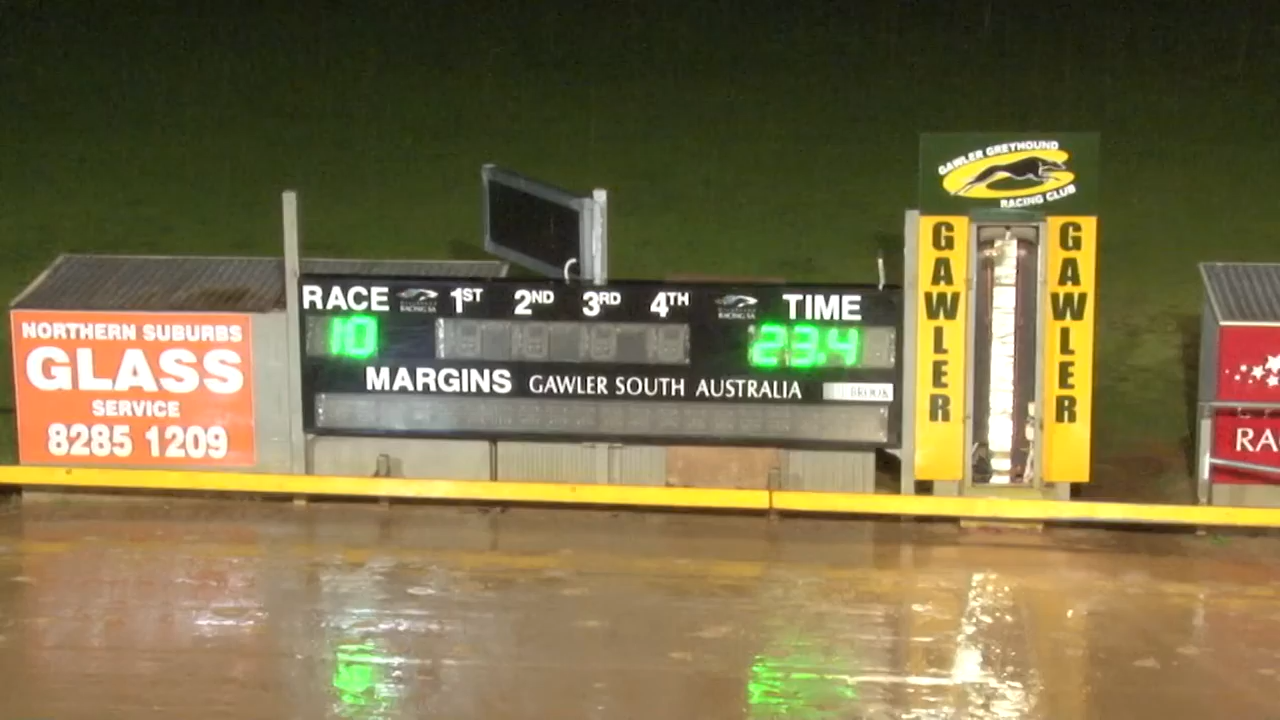 GAWLER GREYHOUND
RACING CLUB
GAWLER
GAWLER
RACE 1ST 2ND 3RD 4TH TIME
10 23.4
MARGINS GAWLER SOUTH AUSTRALIA
NORTHERN SUBURBS
GLASS
SERVICE
8285 1209
RA